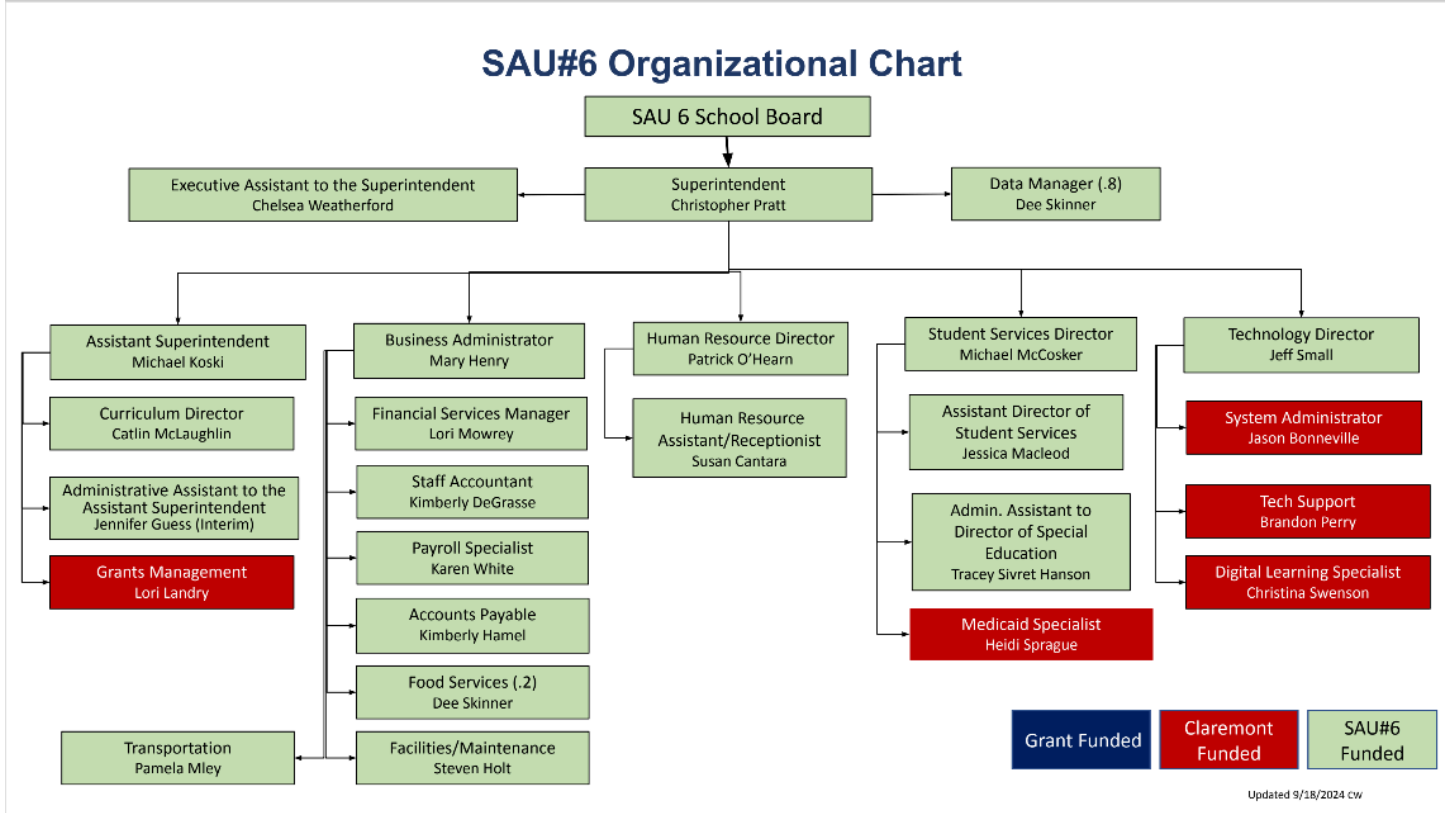 SAU#6 Organizational Chart
SAU 6 School Board
Executive Assistant to the Superintendent
Chelsea Weatherford
Superintendent
Christopher Pratt
Data Manager (.8)
Dee Skinner
Assistant Superintendent
Michael Koski
Curriculum Director
Catlin McLaughlin
Administrative Assistant to the
Assistant Superintendent
Jennifer Guess (Interim)
Grants Management
Lori Landry
Business Administrator
Mary Henry
Financial Services Manager
Lori Mowrey
Staff Accountant
Kimberly DeGrasse
Payroll Specialist
Karen White
Accounts Payable
Kimberly Hamel
Food Services (.2)
Dee Skinner
Transportation
Pamela Mley
Facilities/Maintenance
Steven Holt
Human Resource Director
Patrick O’Hearn
Human Resource
Assistant/Receptionist
Susan Cantara
Student Services Director
Michael McCosker
Assistant Director of
Student Services
Jessica Macleod
Admin. Assistant to
Director of Special
Education
Tracey Sivret Hanson
Medicaid Specialist
Heidi Sprague
Technology Director
Jeff Small
System Administrator
Jason Bonneville
Tech Support
Brandon Perry
Digital Learning Specialist
Christina Swenson
Grant Funded
Claremont
Funded
SAU#6
Funded
Updated 9/18/2024 cw